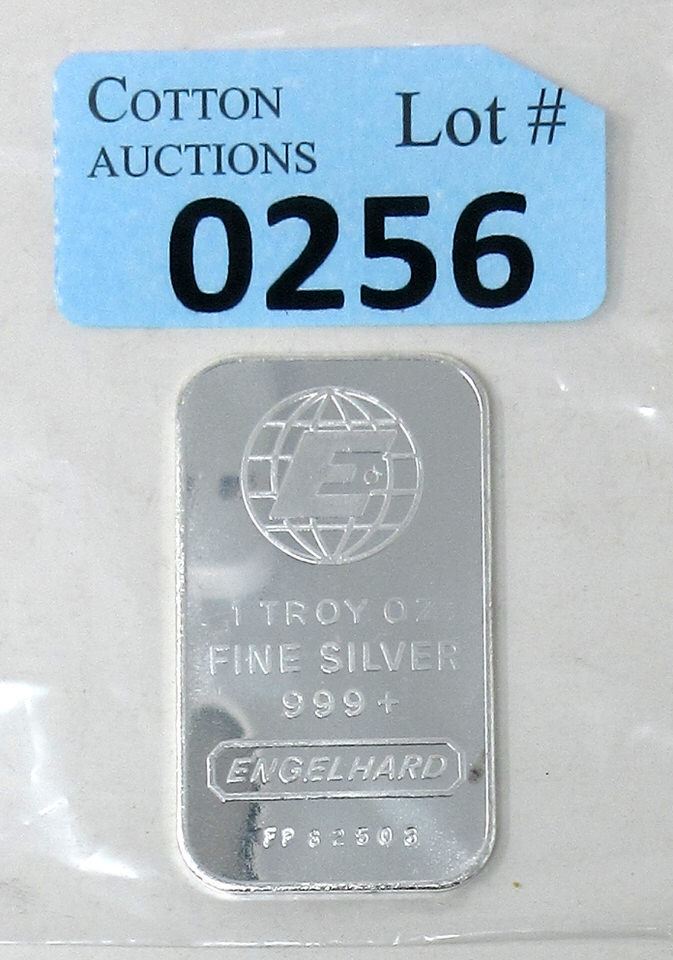 COTTON
AUCTIONS
Lot #
0256
E
1 TROY OZ.
FINE SILVER
999+
ENGELHARD